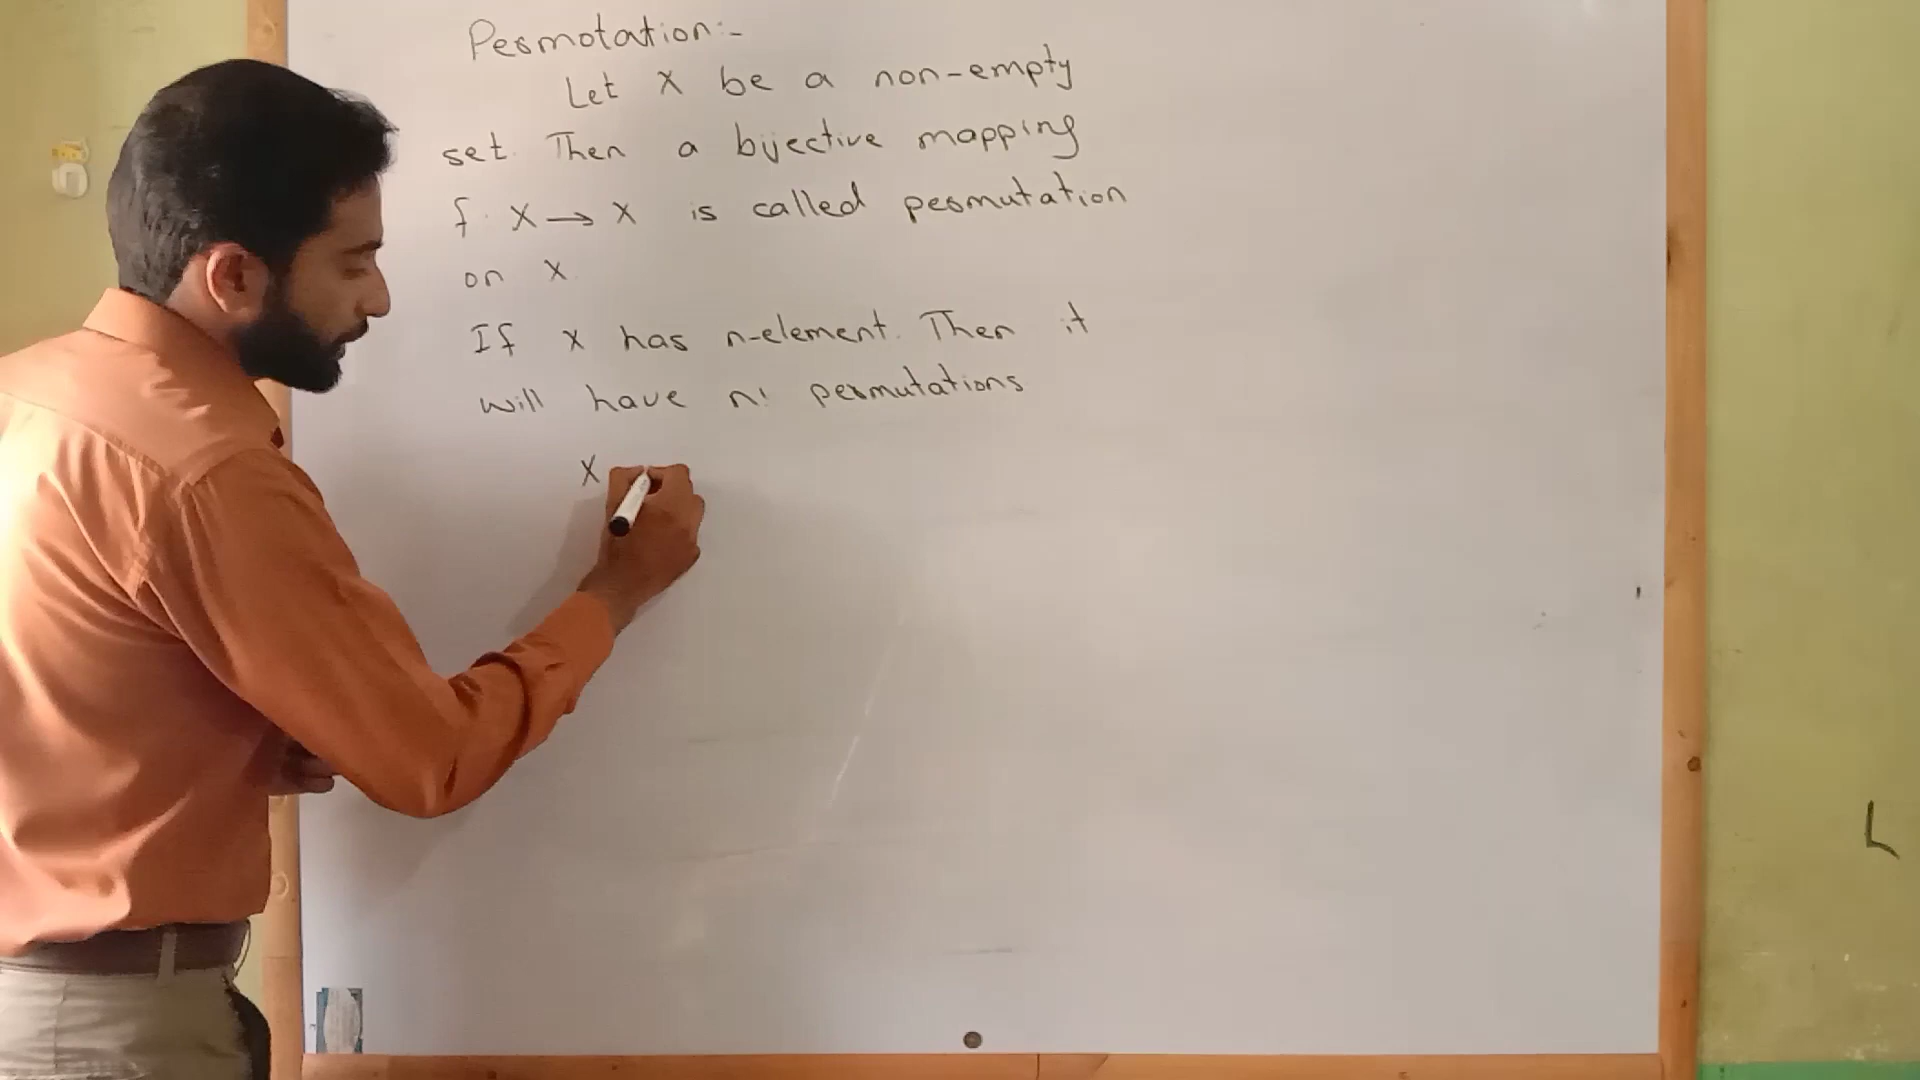 Permotation:-
Let X be a non-empty
set. Then a bijective mapping
f: X → X is called permutation
on X.
If X has n-element. Then it
will have n! permutations.
X